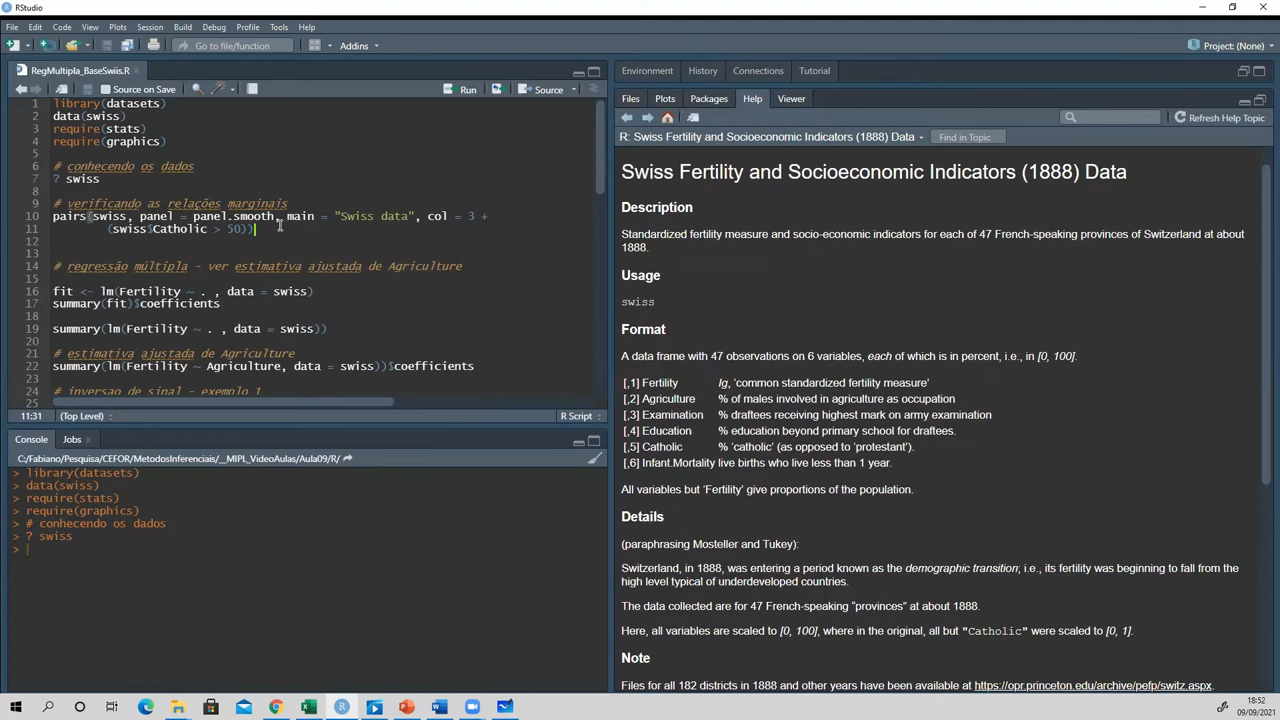 RStudio
File Edit Code View Plots Session Build Debug Profile Tools Help
Go to file/function Addins Project: (None)
RegMultipla_BaseSwiis.R
Source on Save Run Source
1 library(datasets)
2 data(swiss)
3 require(stats)
4 require(graphics)
5
6 # conhecendo os dados
7 ? swiss
8
9 # verificando as relações marginais
10 pairs(swiss, panel = panel.smooth, main = "Swiss data", col = 3 +
11 (swiss$Catholic > 50))
12
13
14 # regressão múltipla - ver estimativa ajustada de Agriculture
15
16 fit <- lm(Fertility ~ . , data = swiss)
17 summary(fit)$coefficients
18
19 summary(lm(Fertility ~ . , data = swiss))
20
21 # estimativa ajustada de Agriculture
22 summary(lm(Fertility ~ Agriculture, data = swiss))$coefficients
23
24 # inversao de sinal - exemplo 1
25
11:31 (Top Level) R Script
Console Jobs
C:/Fabiano/Pesquisa/CEFOR/MetodosInferenciais/__MIPL_VideoAulas/Aula09/R/
> library(datasets)
> data(swiss)
> require(stats)
> require(graphics)
> # conhecendo os dados
> ? swiss
>
Environment History Connections Tutorial
Files Plots Packages Help Viewer
Refresh Help Topic
R: Swiss Fertility and Socioeconomic Indicators (1888) Data Find in Topic
Swiss Fertility and Socioeconomic Indicators (1888) Data
Description
Standardized fertility measure and socio-economic indicators for each of 47 French-speaking provinces of Switzerland at about
1888.
Usage
swiss
Format
A data frame with 47 observations on 6 variables, each of which is in percent, i.e., in [0, 100].
[,1] Fertility Ig, ‘common standardized fertility measure’
[,2] Agriculture % of males involved in agriculture as occupation
[,3] Examination % draftees receiving highest mark on army examination
[,4] Education % education beyond primary school for draftees.
[,5] Catholic % ‘catholic’ (as opposed to ‘protestant’).
[,6] Infant.Mortality live births who live less than 1 year.
All variables but ‘Fertility’ give proportions of the population.
Details
(paraphrasing Mosteller and Tukey):
Switzerland, in 1888, was entering a period known as the demographic transition; i.e., its fertility was beginning to fall from the
high level typical of underdeveloped countries.
The data collected are for 47 French-speaking “provinces” at about 1888.
Here, all variables are scaled to [0, 100], where in the original, all but "Catholic" were scaled to [0, 1].
Note
Files for all 182 districts in 1888 and other years have been available at https://opr.princeton.edu/archive/pefp/switz.aspx.
18:52
09/09/2021